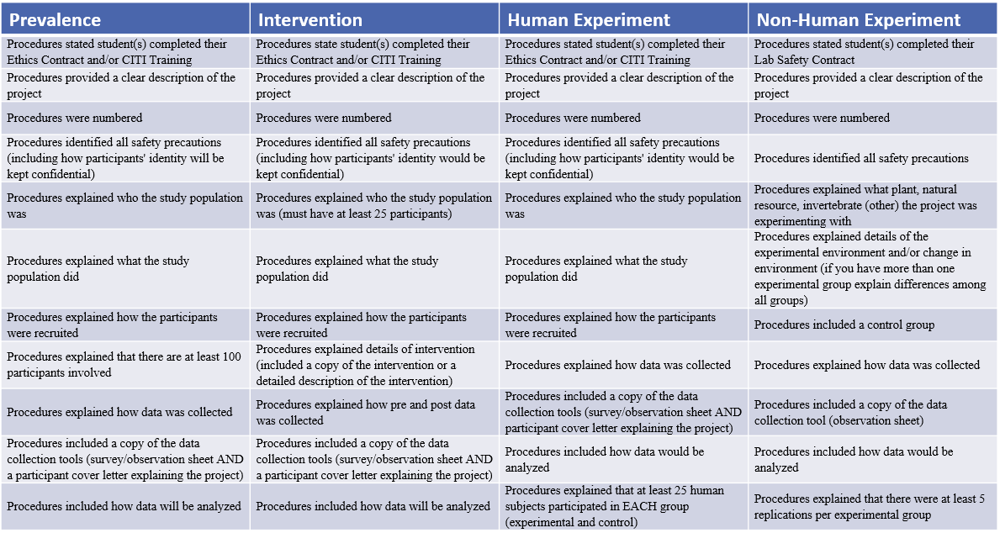 Prevalence
Intervention
Human Experiment
Non-Human Experiment
Procedures stated student(s) completed their
Ethics Contract and/or CITI Training
Procedures state student(s) completed their
Ethics Contract and/or CITI Training
Procedures stated student(s) completed their
Ethics Contract and/or CITI Training
Procedures stated student(s) completed their
Lab Safety Contract
Procedures provided a clear description of the
project
Procedures provided a clear description of the
project
Procedures provided a clear description of the
project
Procedures provided a clear description of the
project
Procedures were numbered
Procedures were numbered
Procedures were numbered
Procedures were numbered
Procedures identified all safety precautions
(including how participants' identity will be
kept confidential)
Procedures identified all safety precautions
(including how participants' identity would be
kept confidential)
Procedures identified all safety precautions
(including how participants' identity would be
kept confidential)
Procedures identified all safety precautions
Procedures explained who the study population
was
Procedures explained who the study population
was (must have at least 25 participants)
Procedures explained who the study population
was
Procedures explained what plant, natural
resource, invertebrate (other) the project was
experimenting with
Procedures explained what the study
population did
Procedures explained what the study
population did
Procedures explained what the study
population did
Procedures explained details of the
experimental environment and/or change in
environment (if you have more than one
experimental group explain differences among
all groups)
Procedures explained how the participants
were recruited
Procedures explained how the participants
were recruited
Procedures explained how the participants
were recruited
Procedures included a control group
Procedures explained that there are at least 100
participants involved
Procedures explained details of intervention
(included a copy of the intervention or a
detailed description of the intervention)
Procedures explained how data was collected
Procedures explained how data was collected
Procedures explained how data was collected
Procedures explained how pre and post data
was collected
Procedures included a copy of the data
collection tools (survey/observation sheet AND
participant cover letter explaining the project)
Procedures included a copy of the data
collection tool (observation sheet)
Procedures included a copy of the data
collection tools (survey/observation sheet AND
a participant cover letter explaining the project)
Procedures included a copy of the data
collection tools (survey/observation sheet AND
a participant cover letter explaining the project)
Procedures included how data would be
analyzed
Procedures included how data would be
analyzed
Procedures included how data will be analyzed
Procedures included how data will be analyzed
Procedures explained that at least 25 human
subjects participated in EACH group
(experimental and control)
Procedures explained that there were at least 5
replications per experimental group